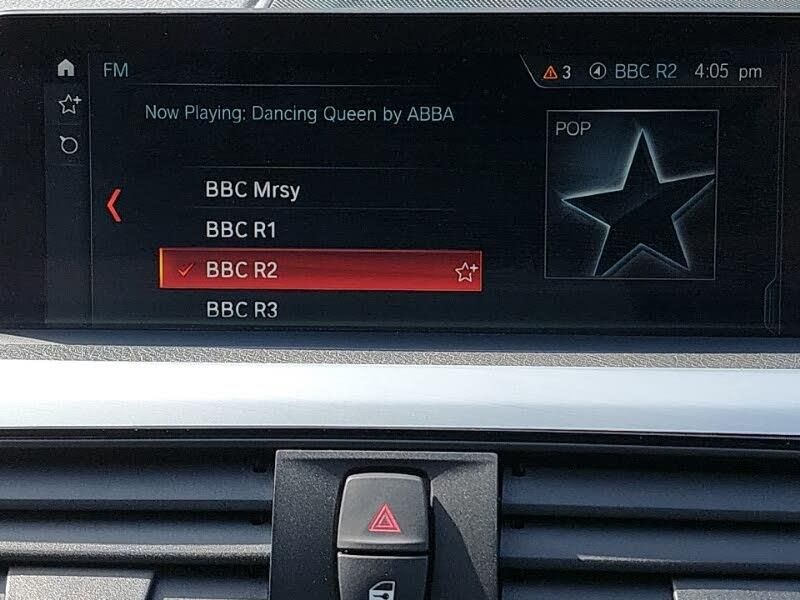 FM
3 BBC R2 4:05 pm
Now Playing: Dancing Queen by ABBA
POP
BBC Mrsy
BBC R1
BBC R2
BBC R3